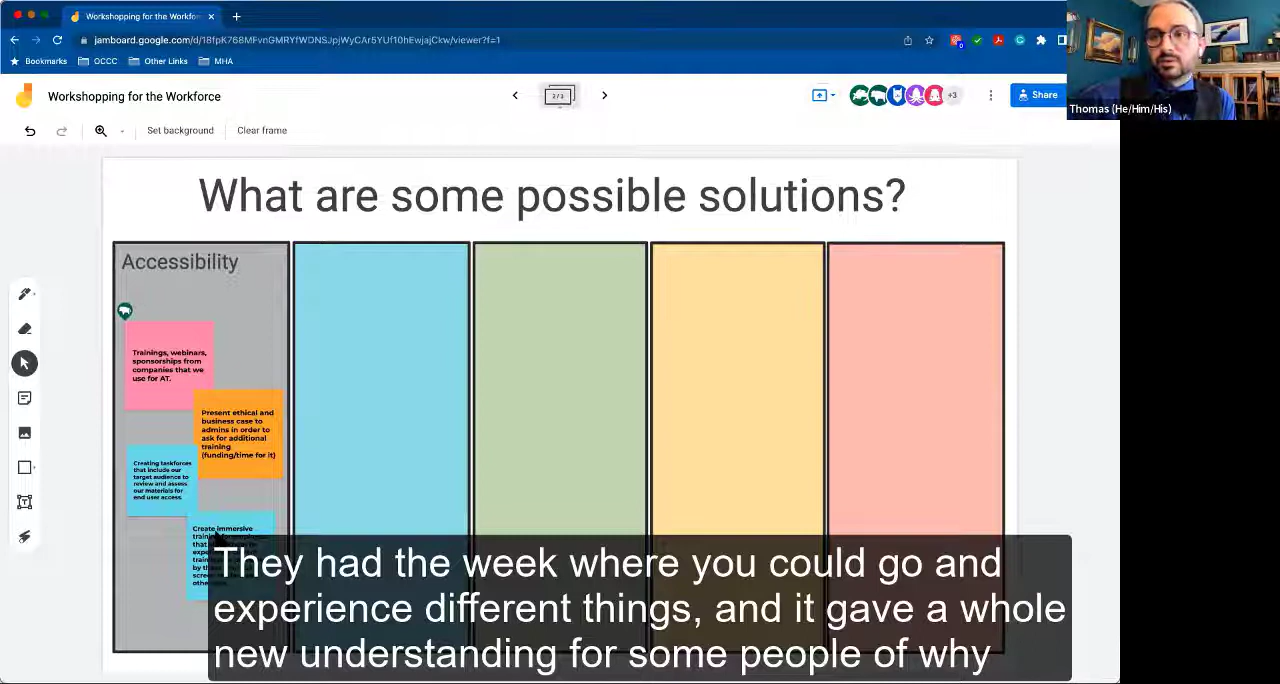 Workshopping for the Workforc
jamboard.google.com/d/18fpK768MFvnGMRYfWDNSJpjWyCAr5YUf10hEwjajCkw/viewer?f=1
Bookmarks
OCCC
Other Links
MHA
Workshopping for the Workforce
2/3
+3
Share
Thomas (He/Him/His)
Set background
Clear frame
What are some possible solutions?
Accessibility
Trainings, webinars,
sponsorships from
companies that we
use for AT.
Present ethical and
business case to
admins in order to
ask for additional
training
(funding/time for it)
Creating taskforces
that include our
target audience to
review and assess
our materials for
end user access.
Create immersive
They had the week where you could go and
experience different things, and it gave a whole
new understanding for some people of why